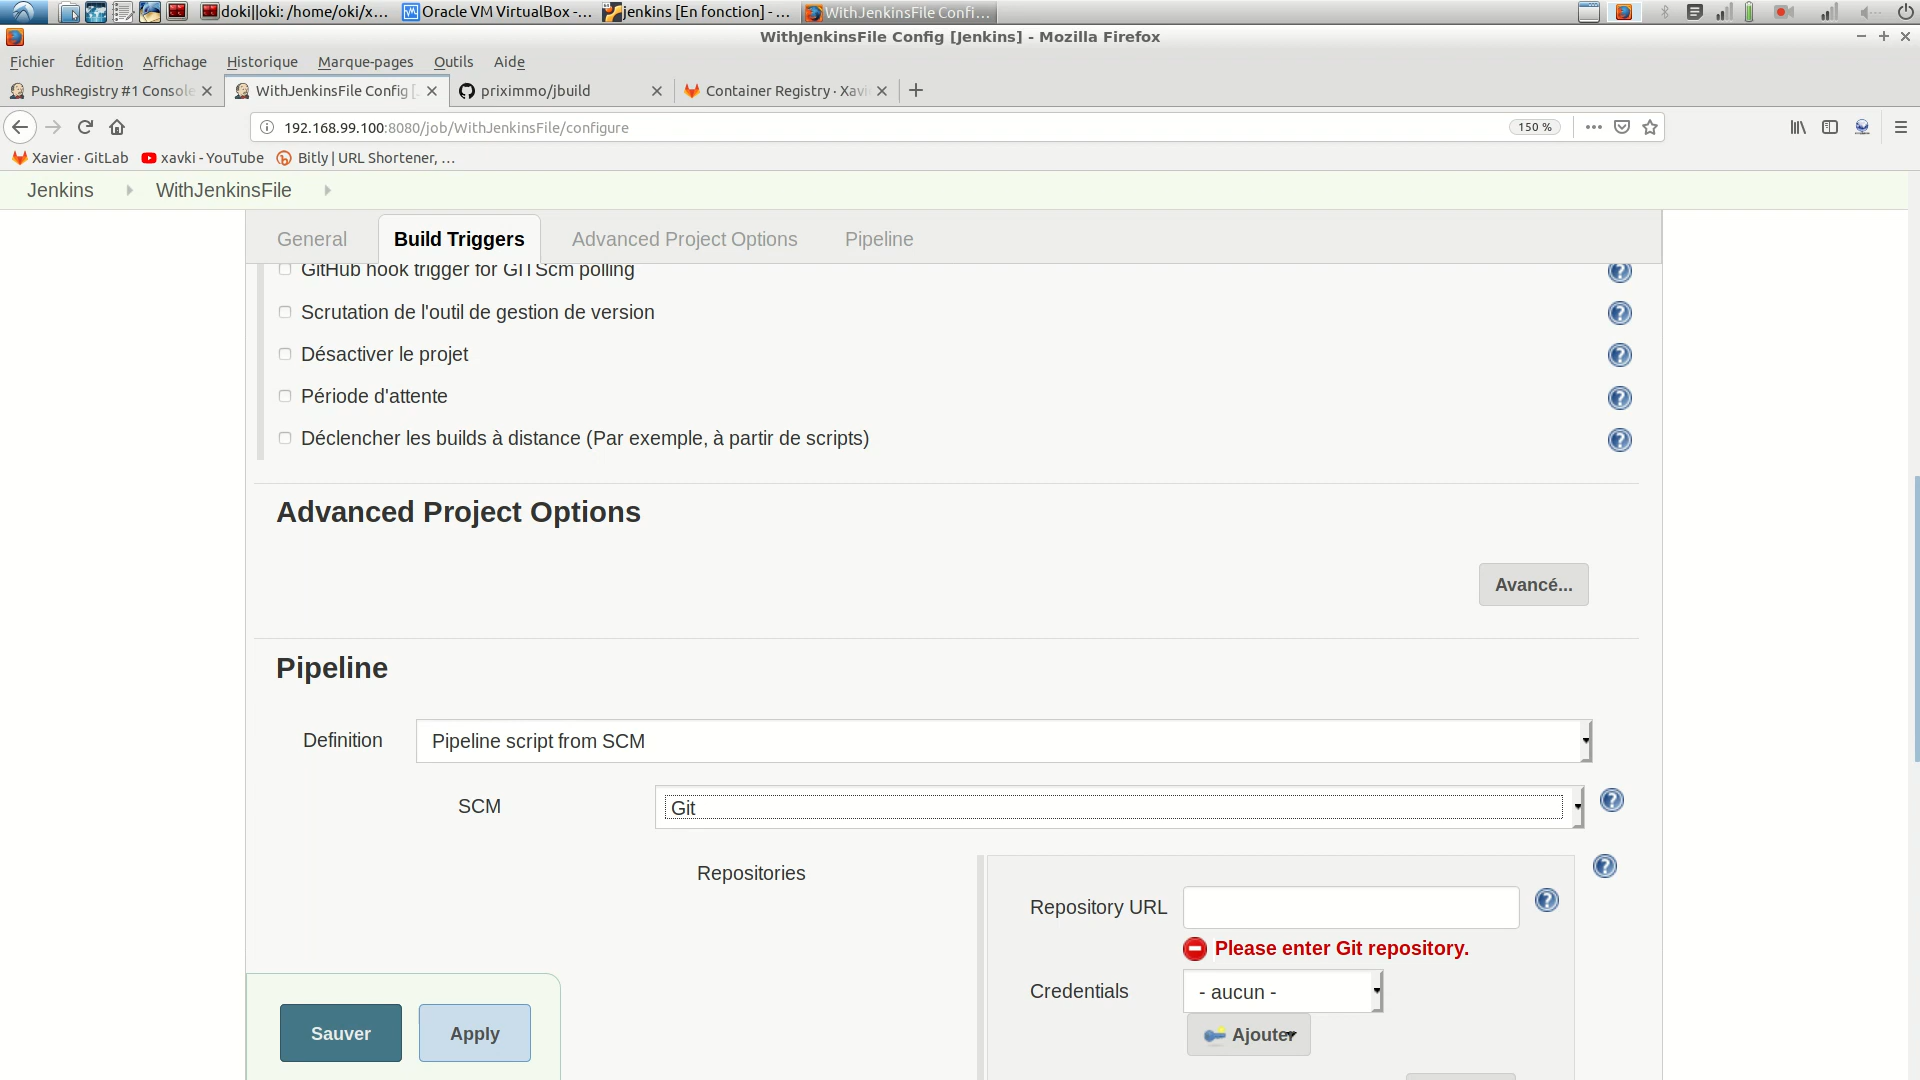 doki||oki: /home/oki/x...
Oracle VM VirtualBox -...
jenkins [En fonction] - ...
WithJenkinsFile Confi...
WithJenkinsFile Config [Jenkins] - Mozilla Firefox
Fichier Édition Affichage Historique Marque-pages Outils Aide
PushRegistry #1 Console
WithJenkinsFile Config [
priximmo/jbuild
Container Registry · Xavi
192.168.99.100:8080/job/WithJenkinsFile/configure
150 %
Xavier · GitLab
xavki - YouTube
Bitly | URL Shortener, ...
Jenkins
WithJenkinsFile
General
Build Triggers
Advanced Project Options
Pipeline
GitHub hook trigger for GITScm polling
Scrutation de l'outil de gestion de version
Désactiver le projet
Période d'attente
Déclencher les builds à distance (Par exemple, à partir de scripts)
Advanced Project Options
Avancé...
Pipeline
Definition
Pipeline script from SCM
SCM
Git
Repositories
Repository URL
Please enter Git repository.
Credentials
- aucun -
Ajouter
Sauver
Apply